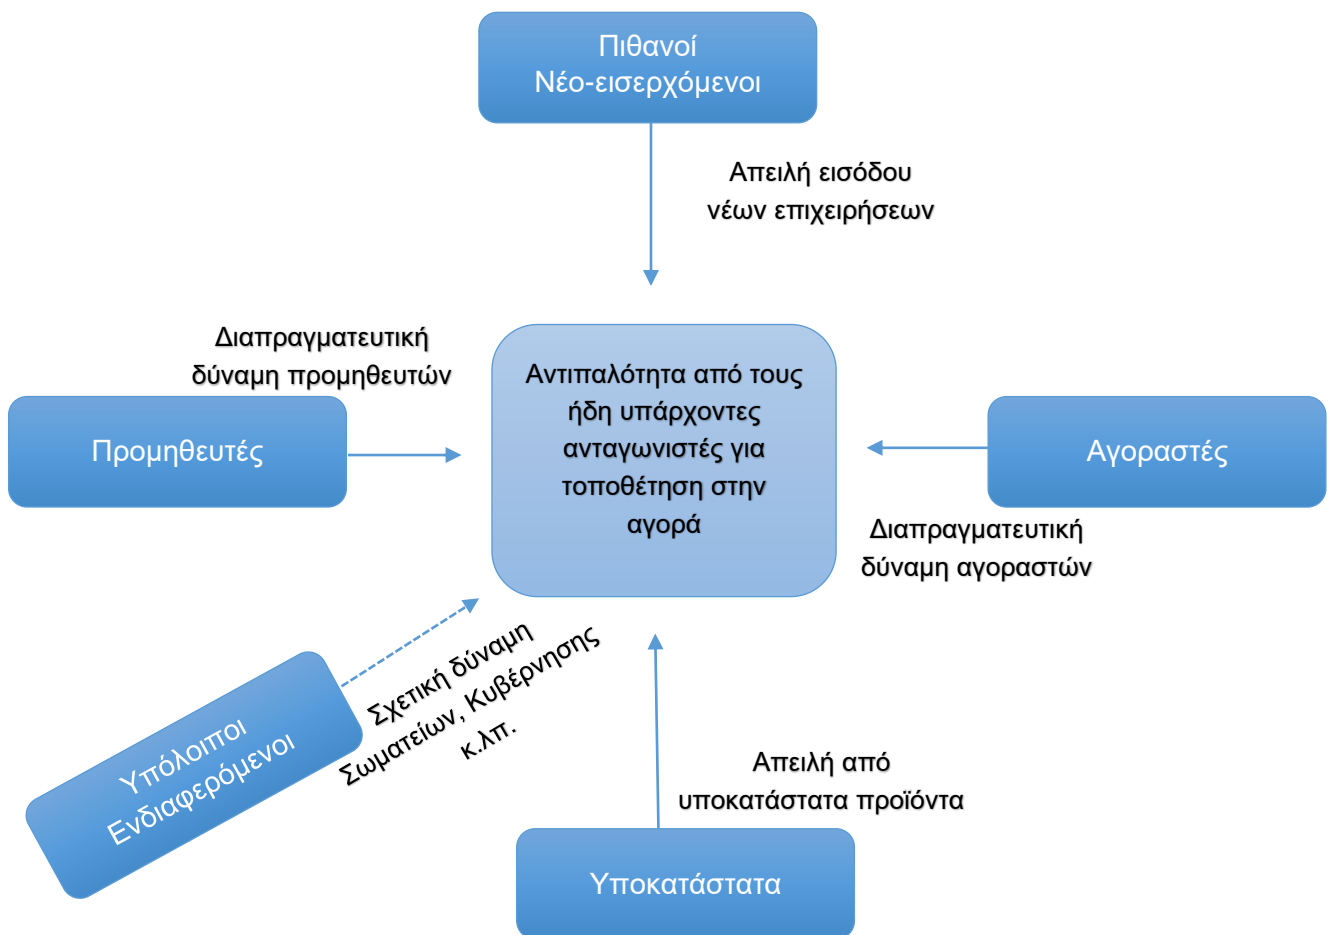 Πιθανοί
Νέο-εισερχόμενοι
Απειλή εισόδου
νέων επιχειρήσεων
Διαπραγματευτική
δύναμη προμηθευτών
Προμηθευτές
Αντιπαλότητα από τους
ήδη υπάρχοντες
ανταγωνιστές για
τοποθέτηση στην
αγορά
Αγοραστές
Διαπραγματευτική
δύναμη αγοραστών
Υπόλοιποι
Ενδιαφερόμενοι
Σχετική δύναμη
Σωματείων, Κυβέρνησης
κ.λπ.
Απειλή από
υποκατάστατα προϊόντα
Υποκατάστατα